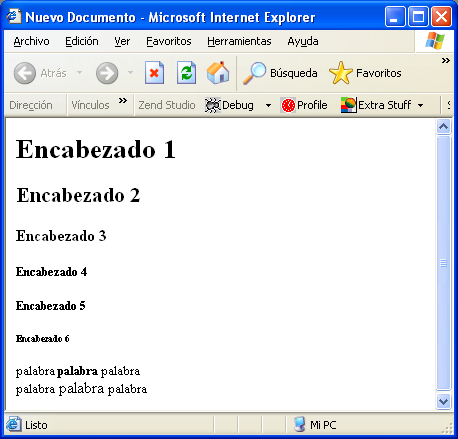 Nuevo Documento - Microsoft Internet Explorer
Archivo Edición Ver Favoritos Herramientas Ayuda
Atrás Búsqueda Favoritos »
Dirección Vínculos » Zend Studio Debug Profile Extra Stuff S
Encabezado 1
Encabezado 2
Encabezado 3
Encabezado 4
Encabezado 5
Encabezado 6
palabra palabra palabra
palabra palabra palabra
Listo Mi PC